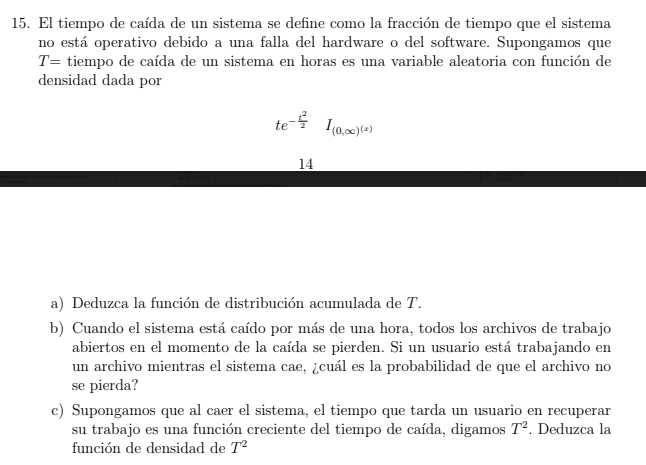 15. El tiempo de caída de un sistema se define como la fracción de tiempo que el sistema
no está operativo debido a una falla del hardware o del software. Supongamos que
T= tiempo de caída de un sistema en horas es una variable aleatoria con función de
densidad dada por
te^{-\frac{t^2}{2}} I_{(0,∞)^{(x)}}
14
a) Deduzca la función de distribución acumulada de T.
b) Cuando el sistema está caído por más de una hora, todos los archivos de trabajo
abiertos en el momento de la caída se pierden. Si un usuario está trabajando en
un archivo mientras el sistema cae, ¿cuál es la probabilidad de que el archivo no
se pierda?
c) Supongamos que al caer el sistema, el tiempo que tarda un usuario en recuperar
su trabajo es una función creciente del tiempo de caída, digamos T². Deduzca la
función de densidad de T²